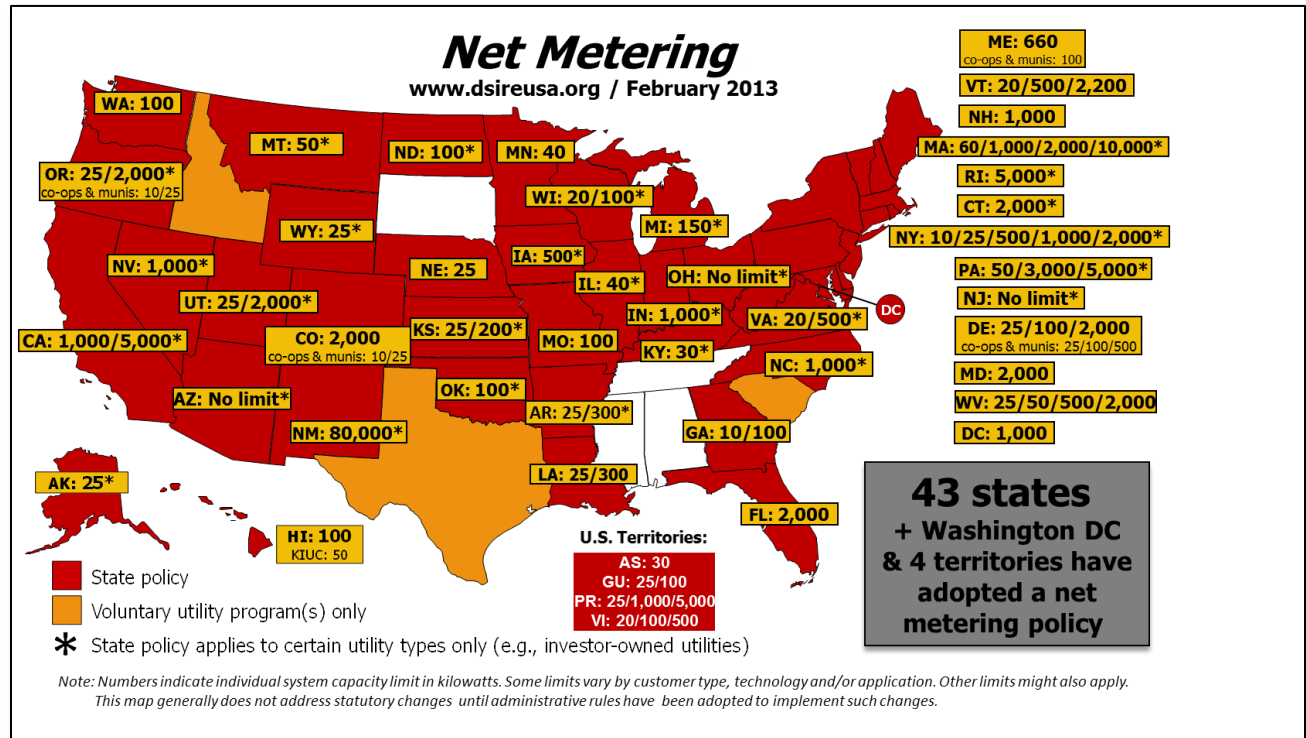 Net Metering
www.dsireusa.org / February 2013
WA: 100
OR: 25/2,000*
co-ops & munis: 10/25
MT: 50*
ND: 100*
MN: 40
WI: 20/100*
MI: 150*
WY: 25*
NV: 1,000*
UT: 25/2,000*
CA: 1,000/5,000*
CO: 2,000
co-ops & munis: 10/25
NE: 25
IA: 500*
IL: 40*
OH: No limit*
KS: 25/200*
MO: 100
IN: 1,000*
KY: 30*
VA: 20/500*
DC
NC: 1,000*
AZ: No limit*
NM: 80,000*
OK: 100*
AR: 25/300*
GA: 10/100
LA: 25/300
FL: 2,000
AK: 25*
HI: 100
KIUC: 50
ME: 660
co-ops & munis: 100
VT: 20/500/2,200
NH: 1,000
MA: 60/1,000/2,000/10,000*
RI: 5,000*
CT: 2,000*
NY: 10/25/500/1,000/2,000*
PA: 50/3,000/5,000*
NJ: No limit*
DE: 25/100/2,000
co-ops & munis: 25/100/500
MD: 2,000
WV: 25/50/500/2,000
DC: 1,000
43 states
+ Washington DC
& 4 territories have
adopted a net
metering policy
U.S. Territories:
AS: 30
GU: 25/100
PR: 25/1,000/5,000
VI: 20/100/500
State policy
Voluntary utility program(s) only
* State policy applies to certain utility types only (e.g., investor-owned utilities)
Note: Numbers indicate individual system capacity limit in kilowatts. Some limits vary by customer type, technology and/or application. Other limits might also apply.
This map generally does not address statutory changes until administrative rules have been adopted to implement such changes.